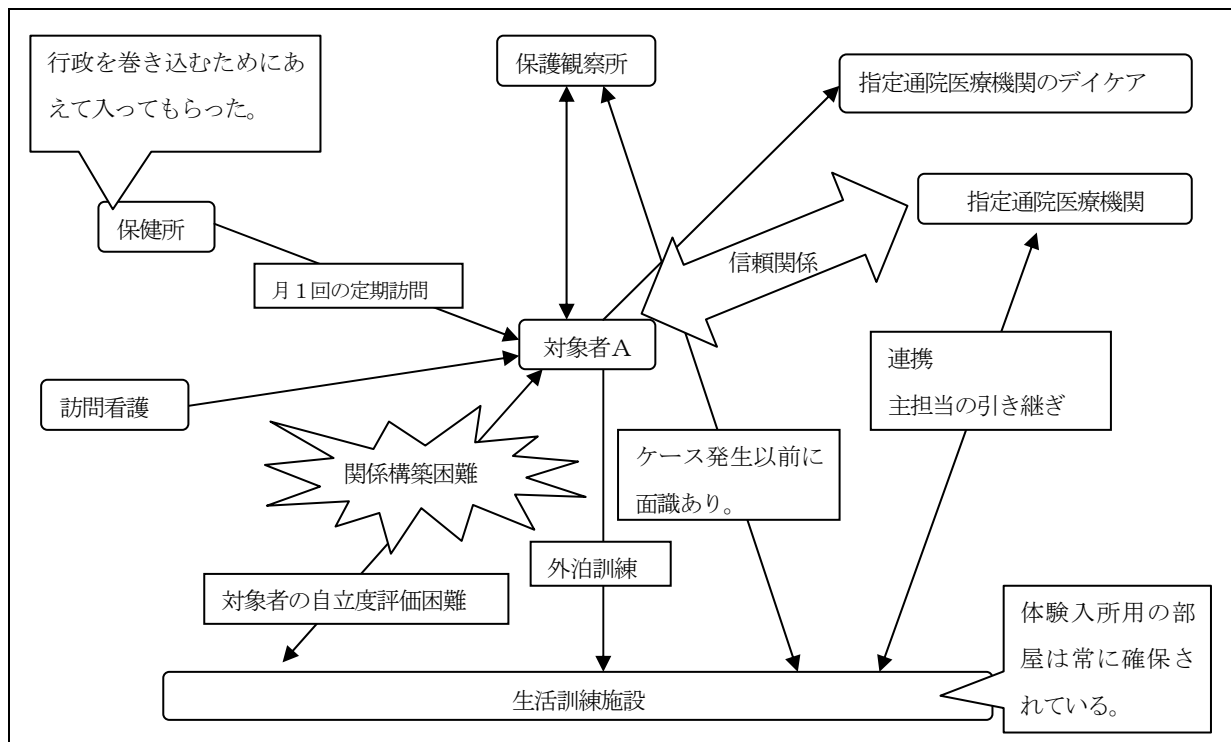 行政を巻き込むためにあ
えて入ってもらった。
保護観察所
指定通院医療機関のデイケア
保健所
指定通院医療機関
信頼関係
月１回の定期訪問
対象者Ａ
訪問看護
連携
主担当の引き継ぎ
関係構築困難
ケース発生以前に
面識あり。
外泊訓練
対象者の自立度評価困難
体験入所用の部
屋は常に確保さ
れている。
生活訓練施設